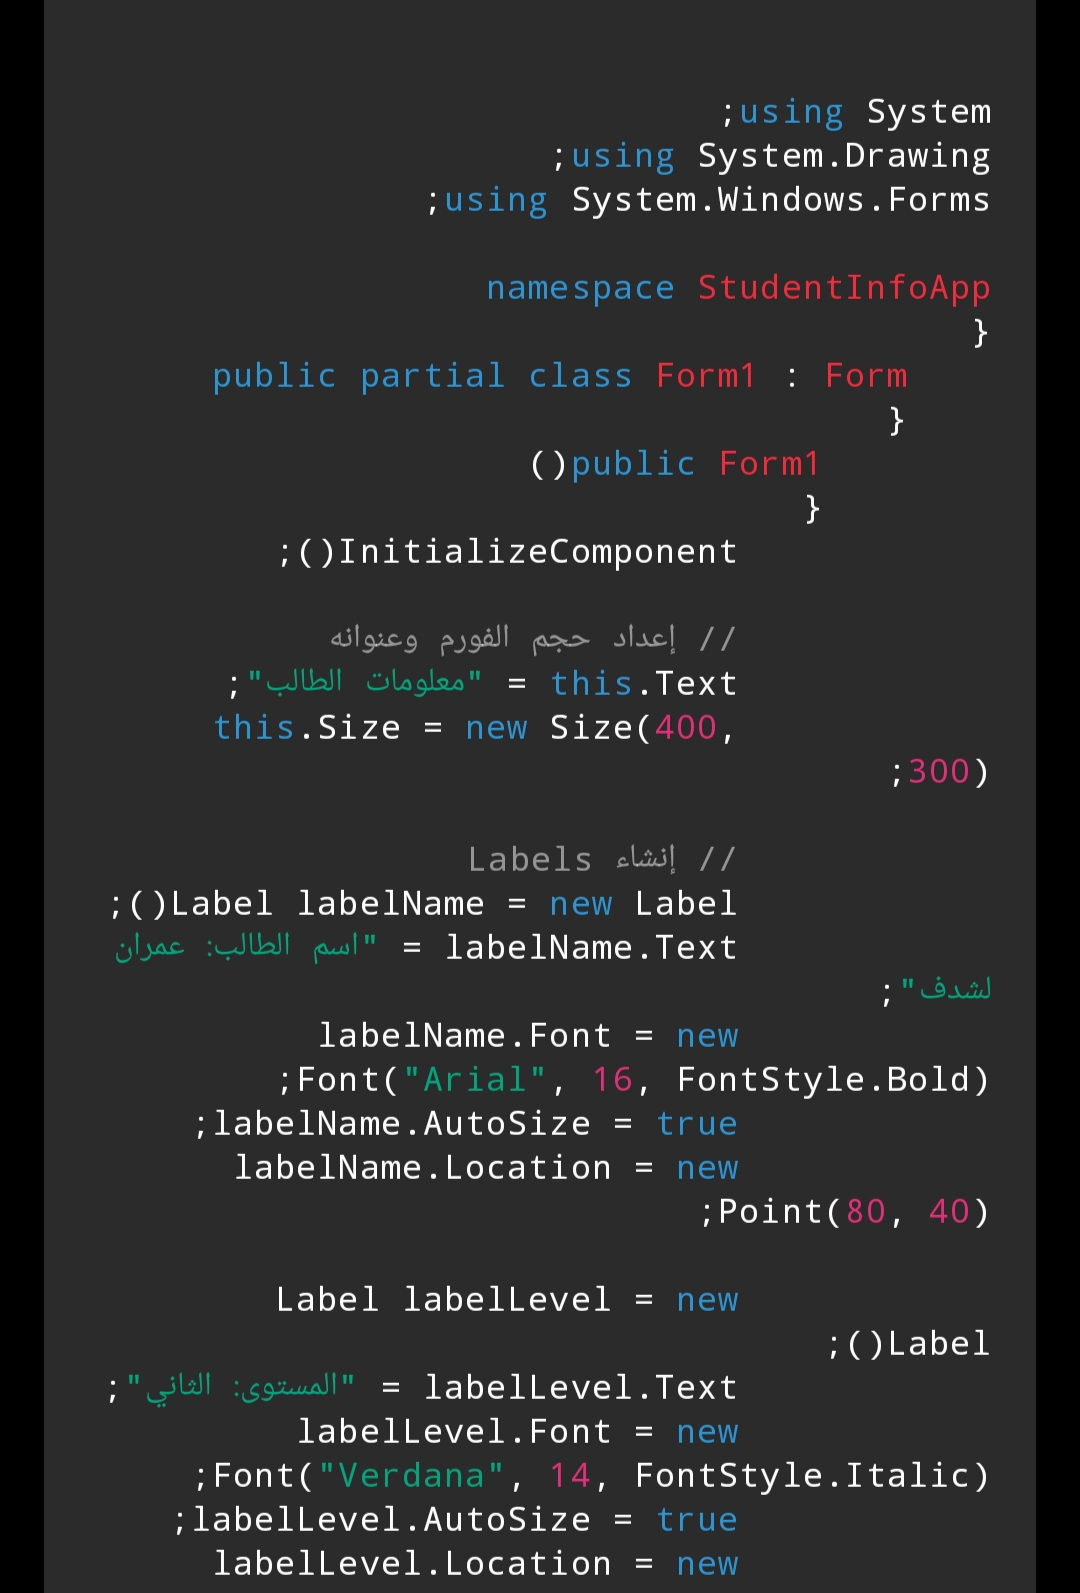 using System;
using System.Drawing;
using System.Windows.Forms;
namespace StudentInfoApp
{
public partial class Form1 : Form
{
public Form1()
{
InitializeComponent();
// إعداد حجم الفورم وعنوانه
this.Text = "معلومات الطالب";
this.Size = new Size(400,
300);
// إنشاء Labels
Label labelName = new Label();
labelName.Text = "اسم الطالب: عمران
لشدف";
labelName.Font = new
Font("Arial", 16, FontStyle.Bold);
labelName.AutoSize = true;
labelName.Location = new
Point(80, 40);
Label labelLevel = new
Label();
labelLevel.Text = "المستوى: الثاني";
labelLevel.Font = new
Font("Verdana", 14, FontStyle.Italic);
labelLevel.AutoSize = true;
labelLevel.Location = new